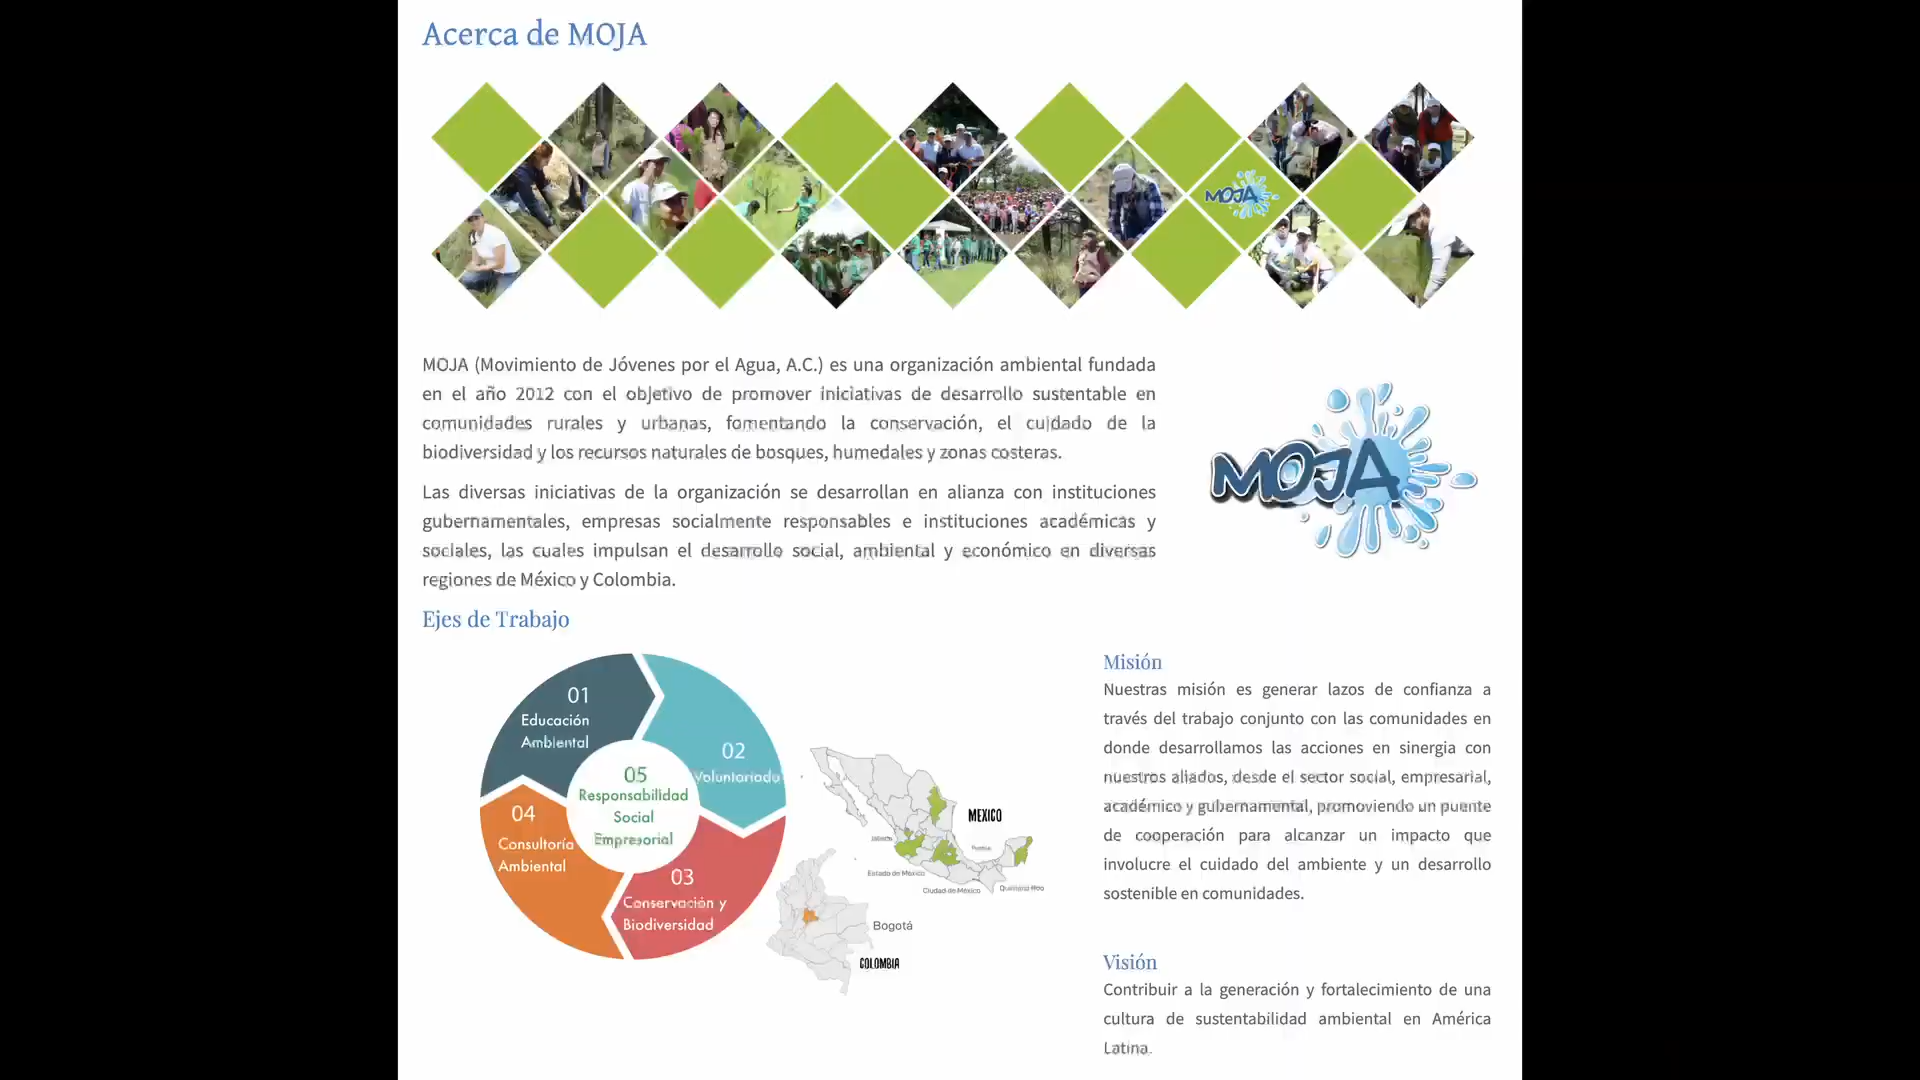 Acerca de MOJA
MOJA
MOJA (Movimiento de Jóvenes por el Agua, A.C.) es una organización ambiental fundada
en el año 2012 con el objetivo de promover iniciativas de desarrollo sustentable en
comunidades rurales y urbanas, fomentando la conservación, el cuidado de la
biodiversidad y los recursos naturales de bosques, humedales y zonas costeras.
Las diversas iniciativas de la organización se desarrollan en alianza con instituciones
gubernamentales, empresas socialmente responsables e instituciones académicas y
sociales, las cuales impulsan el desarrollo social, ambiental y económico en diversas
regiones de México y Colombia.
MOJA
Ejes de Trabajo
01
Educación
Ambiental
02
Voluntariado
05
Responsabilidad
Social
Empresarial
04
Consultoría
Ambiental
03
Conservación y
Biodiversidad
MEXICO
Jalisco
Puebla
Estado de México
Ciudad de México
Quintana Roo
Bogotá
COLOMBIA
Misión
Nuestras misión es generar lazos de confianza a
través del trabajo conjunto con las comunidades en
donde desarrollamos las acciones en sinergia con
nuestros aliados, desde el sector social, empresarial,
académico y gubernamental, promoviendo un puente
de cooperación para alcanzar un impacto que
involucre el cuidado del ambiente y un desarrollo
sostenible en comunidades.
Visión
Contribuir a la generación y fortalecimiento de una
cultura de sustentabilidad ambiental en América
Latina.